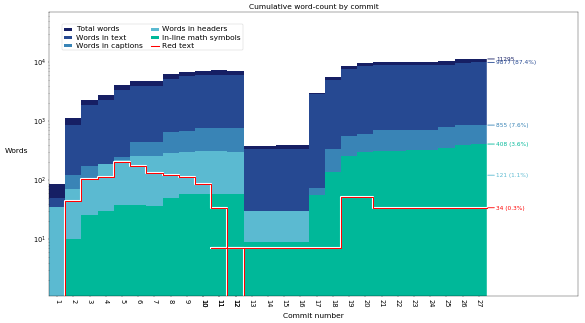 Cumulative word-count by commit
Total words
Words in text
Words in captions
Words in headers
In-line math symbols
Red text
Words
10⁴
10³
10²
10¹
9877 (87.4%)
855 (7.6%)
408 (3.6%)
121 (1.1%)
34 (0.3%)
1 2 3 4 5 6 7 8 9 10 11 12 13 14 15 16 17 18 19 20 21 22 23 24 25 26 27
Commit number